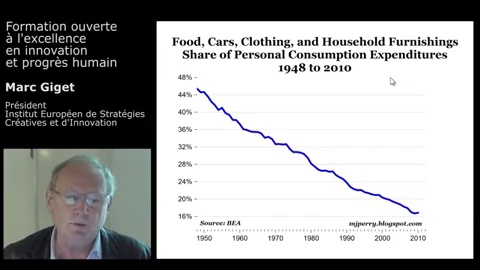 Formation ouverte
à l'excellence
en innovation
et progrès humain
Marc Giget
Président
Institut Européen de Stratégies
Créatives et d'Innovation
Food, Cars, Clothing, and Household Furnishings
Share of Personal Consumption Expenditures
1948 to 2010
48%
44%
40%
36%
32%
28%
24%
20%
16%
Source: BEA
mjperry.blogspot.com
1950
1960
1970
1980
1990
2000
2010